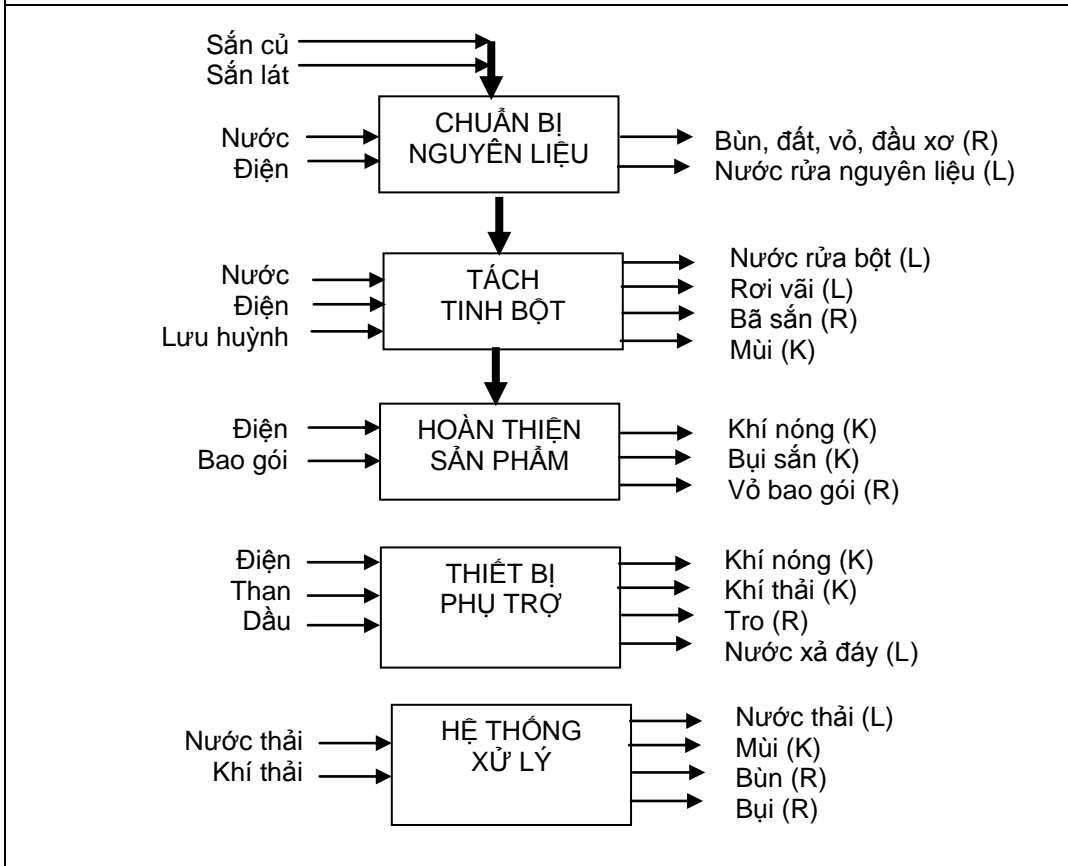 Sắn củ
Sắn lát
Nước
Điện
CHUẨN BỊ
NGUYÊN LIỆU
Bùn, đất, vỏ, đầu xơ (R)
Nước rửa nguyên liệu (L)
Nước
Điện
Lưu huỳnh
TÁCH
TINH BỘT
Nước rửa bột (L)
Rơi vãi (L)
Bã sắn (R)
Mùi (K)
Điện
Bao gói
HOÀN THIỆN
SẢN PHẨM
Khí nóng (K)
Bụi sắn (K)
Vỏ bao gói (R)
Điện
Than
Dầu
THIẾT BỊ
PHỤ TRỢ
Khí nóng (K)
Khí thải (K)
Tro (R)
Nước xả đáy (L)
Nước thải
Khí thải
HỆ THỐNG
XỬ LÝ
Nước thải (L)
Mùi (K)
Bùn (R)
Bụi (R)